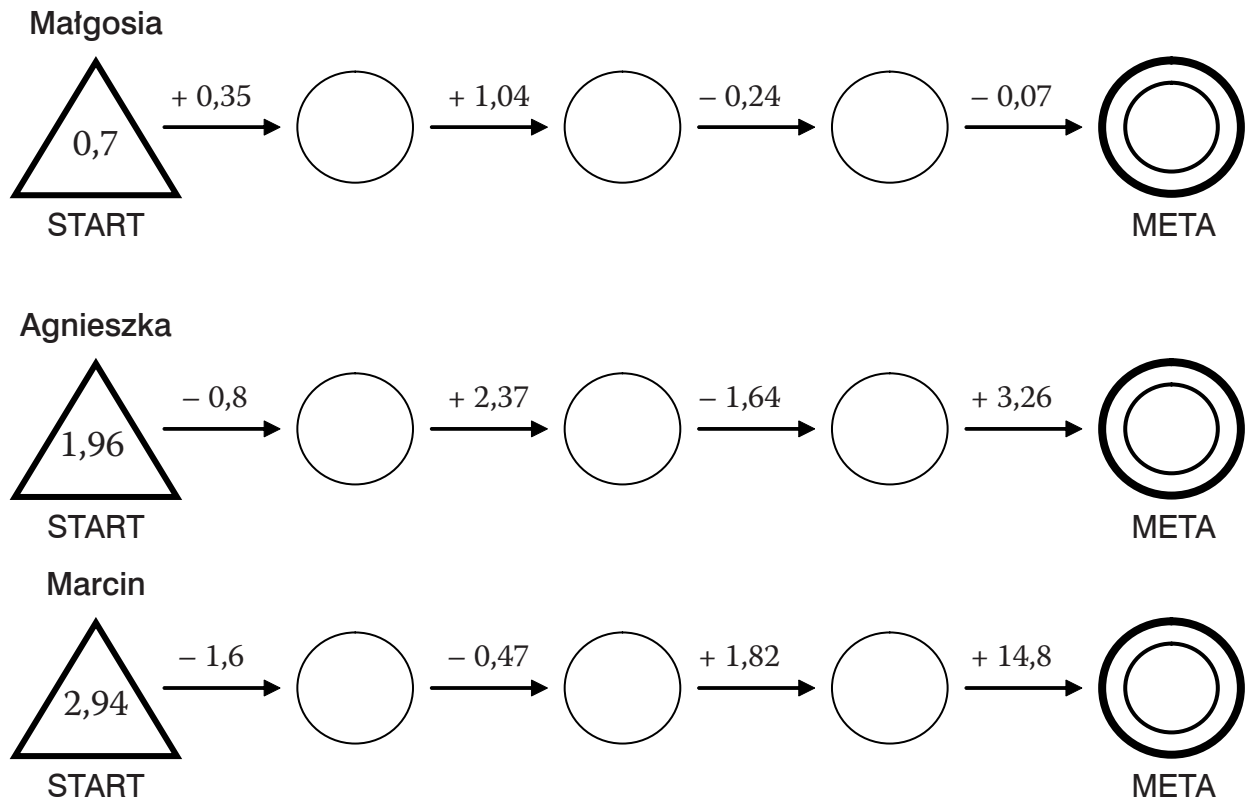 Małgosia
+ 0,35 + 1,04 – 0,24 – 0,07
0,7
START META
Agnieszka
– 0,8 + 2,37 – 1,64 + 3,26
1,96
START META
Marcin
– 1,6 – 0,47 + 1,82 + 14,8
2,94
START META